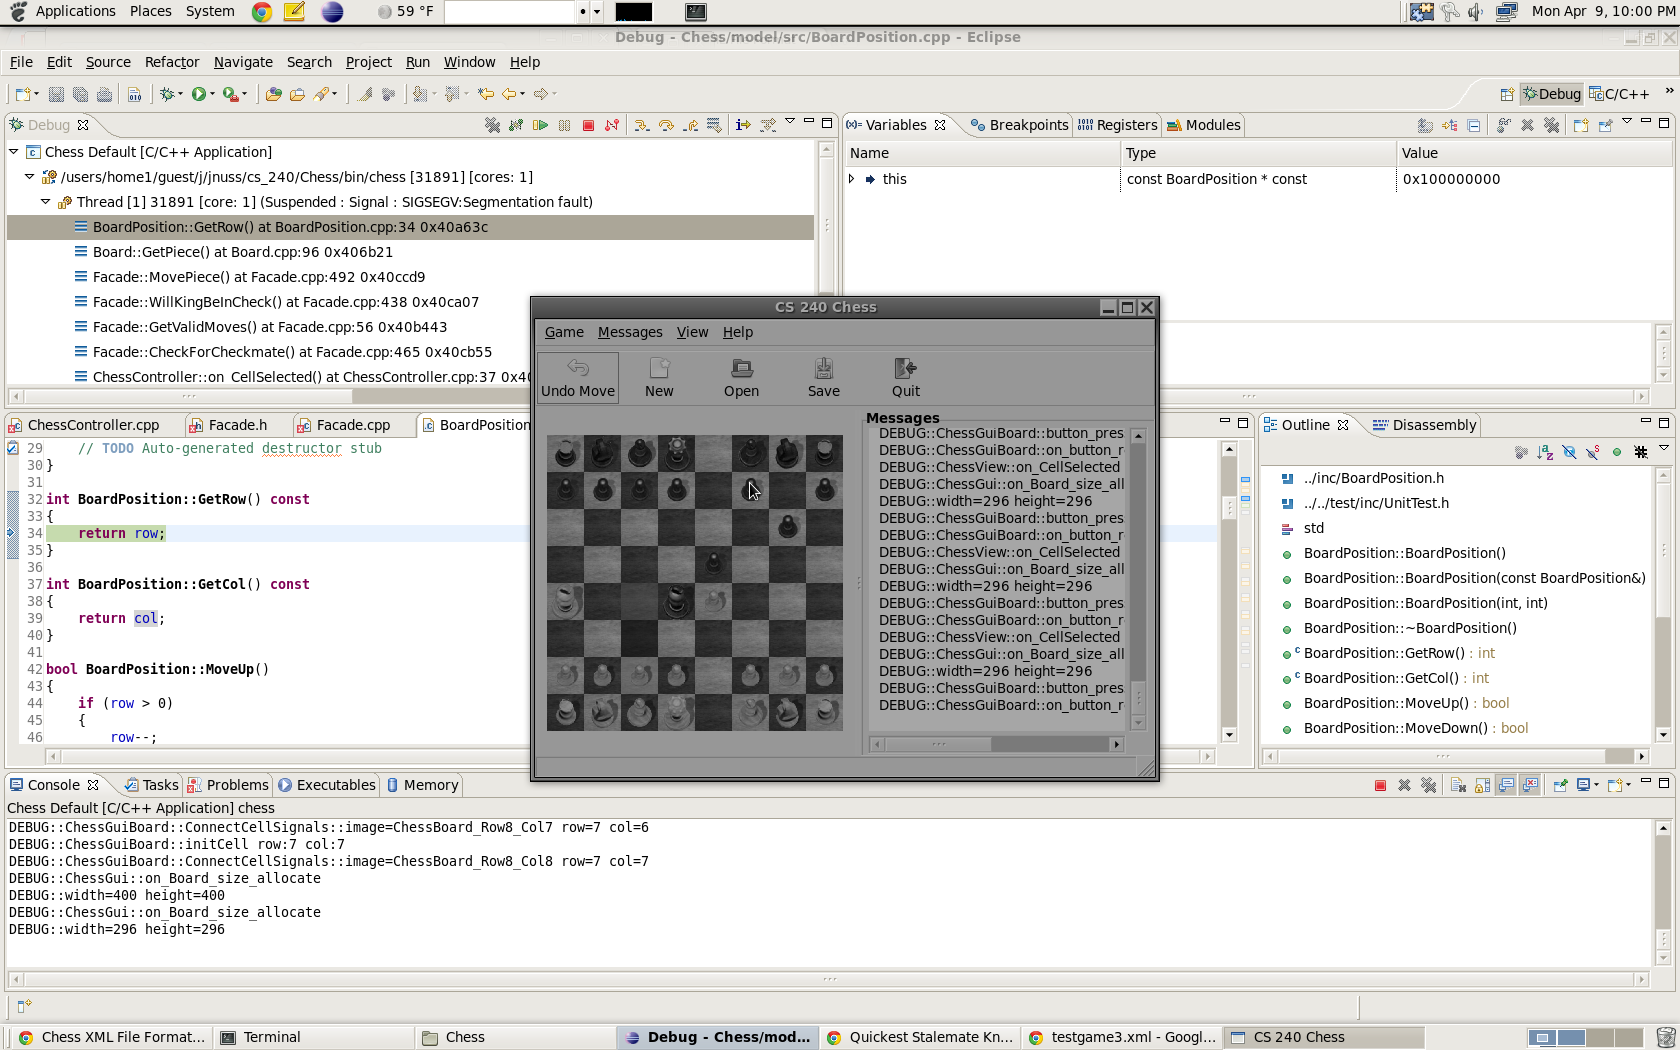 Applications Places System 59 °F Mon Apr 9, 10:00 PM
Debug - Chess/model/src/BoardPosition.cpp - Eclipse
File Edit Source Refactor Navigate Search Project Run Window Help
Debug C/C++ »
Debug
Chess Default [C/C++ Application]
/users/home1/guest/j/jnuss/cs_240/Chess/bin/chess [31891] [cores: 1]
Thread [1] 31891 [core: 1] (Suspended : Signal : SIGSEGV:Segmentation fault)
BoardPosition::GetRow() at BoardPosition.cpp:34 0x40a63c
Board::GetPiece() at Board.cpp:96 0x406b21
Facade::MovePiece() at Facade.cpp:492 0x40ccd9
Facade::WillKingBeInCheck() at Facade.cpp:438 0x40ca07
Facade::GetValidMoves() at Facade.cpp:56 0x40b443
Facade::CheckForCheckmate() at Facade.cpp:465 0x40cb55
ChessController::on_CellSelected() at ChessController.cpp:37 0x40
Variables Breakpoints Registers Modules
Name Type Value
this const BoardPosition * const 0x100000000
ChessController.cpp Facade.h Facade.cpp BoardPosition
29 // TODO Auto-generated destructor stub
30 }
31
32 int BoardPosition::GetRow() const
33 {
34 return row;
35 }
36
37 int BoardPosition::GetCol() const
38 {
39 return col;
40 }
41
42 bool BoardPosition::MoveUp()
43 {
44 if (row > 0)
45 {
46 row--;
CS 240 Chess
Game Messages View Help
Undo Move New Open Save Quit
Messages
DEBUG::ChessGuiBoard::button_pres
DEBUG::ChessGuiBoard::on_button_r
DEBUG::ChessView::on_CellSelected
DEBUG::ChessGui::on_Board_size_all
DEBUG::width=296 height=296
DEBUG::ChessGuiBoard::button_pres
DEBUG::ChessGuiBoard::on_button_r
DEBUG::ChessView::on_CellSelected
DEBUG::ChessGui::on_Board_size_all
DEBUG::width=296 height=296
DEBUG::ChessGuiBoard::button_pres
DEBUG::ChessGuiBoard::on_button_r
DEBUG::ChessView::on_CellSelected
DEBUG::ChessGui::on_Board_size_all
DEBUG::width=296 height=296
DEBUG::ChessGuiBoard::button_pres
DEBUG::ChessGuiBoard::on_button_r
Outline Disassembly
../inc/BoardPosition.h
../../test/inc/UnitTest.h
std
BoardPosition::BoardPosition()
BoardPosition::BoardPosition(const BoardPosition&)
BoardPosition::BoardPosition(int, int)
BoardPosition::~BoardPosition()
BoardPosition::GetRow() : int
BoardPosition::GetCol() : int
BoardPosition::MoveUp() : bool
BoardPosition::MoveDown() : bool
Console Tasks Problems Executables Memory
Chess Default [C/C++ Application] chess
DEBUG::ChessGuiBoard::ConnectCellSignals::image=ChessBoard_Row8_Col7 row=7 col=6
DEBUG::ChessGuiBoard::initCell row:7 col:7
DEBUG::ChessGuiBoard::ConnectCellSignals::image=ChessBoard_Row8_Col8 row=7 col=7
DEBUG::ChessGui::on_Board_size_allocate
DEBUG::width=400 height=400
DEBUG::ChessGui::on_Board_size_allocate
DEBUG::width=296 height=296
Chess XML File Format... Terminal Chess Debug - Chess/mod... Quickest Stalemate Kn... testgame3.xml - Googl... CS 240 Chess